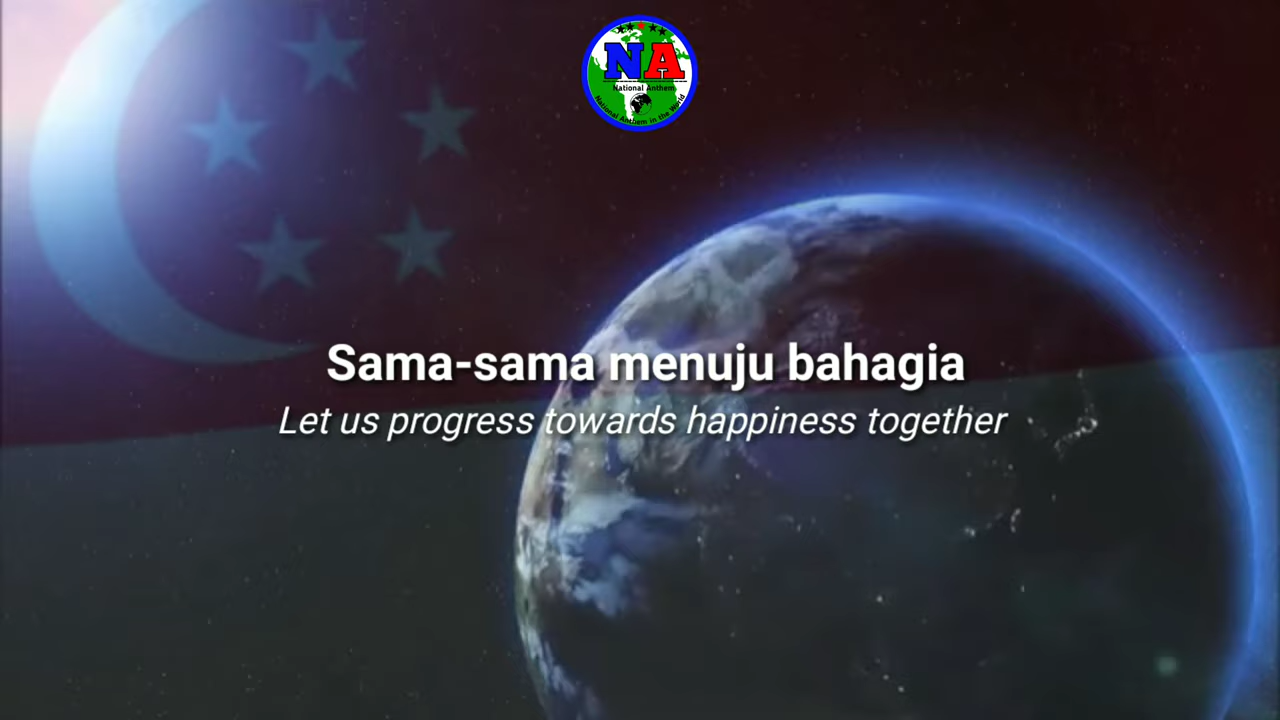 NA
National Anthem
National Anthem in the World
Sama-sama menuju bahagia
Let us progress towards happiness together